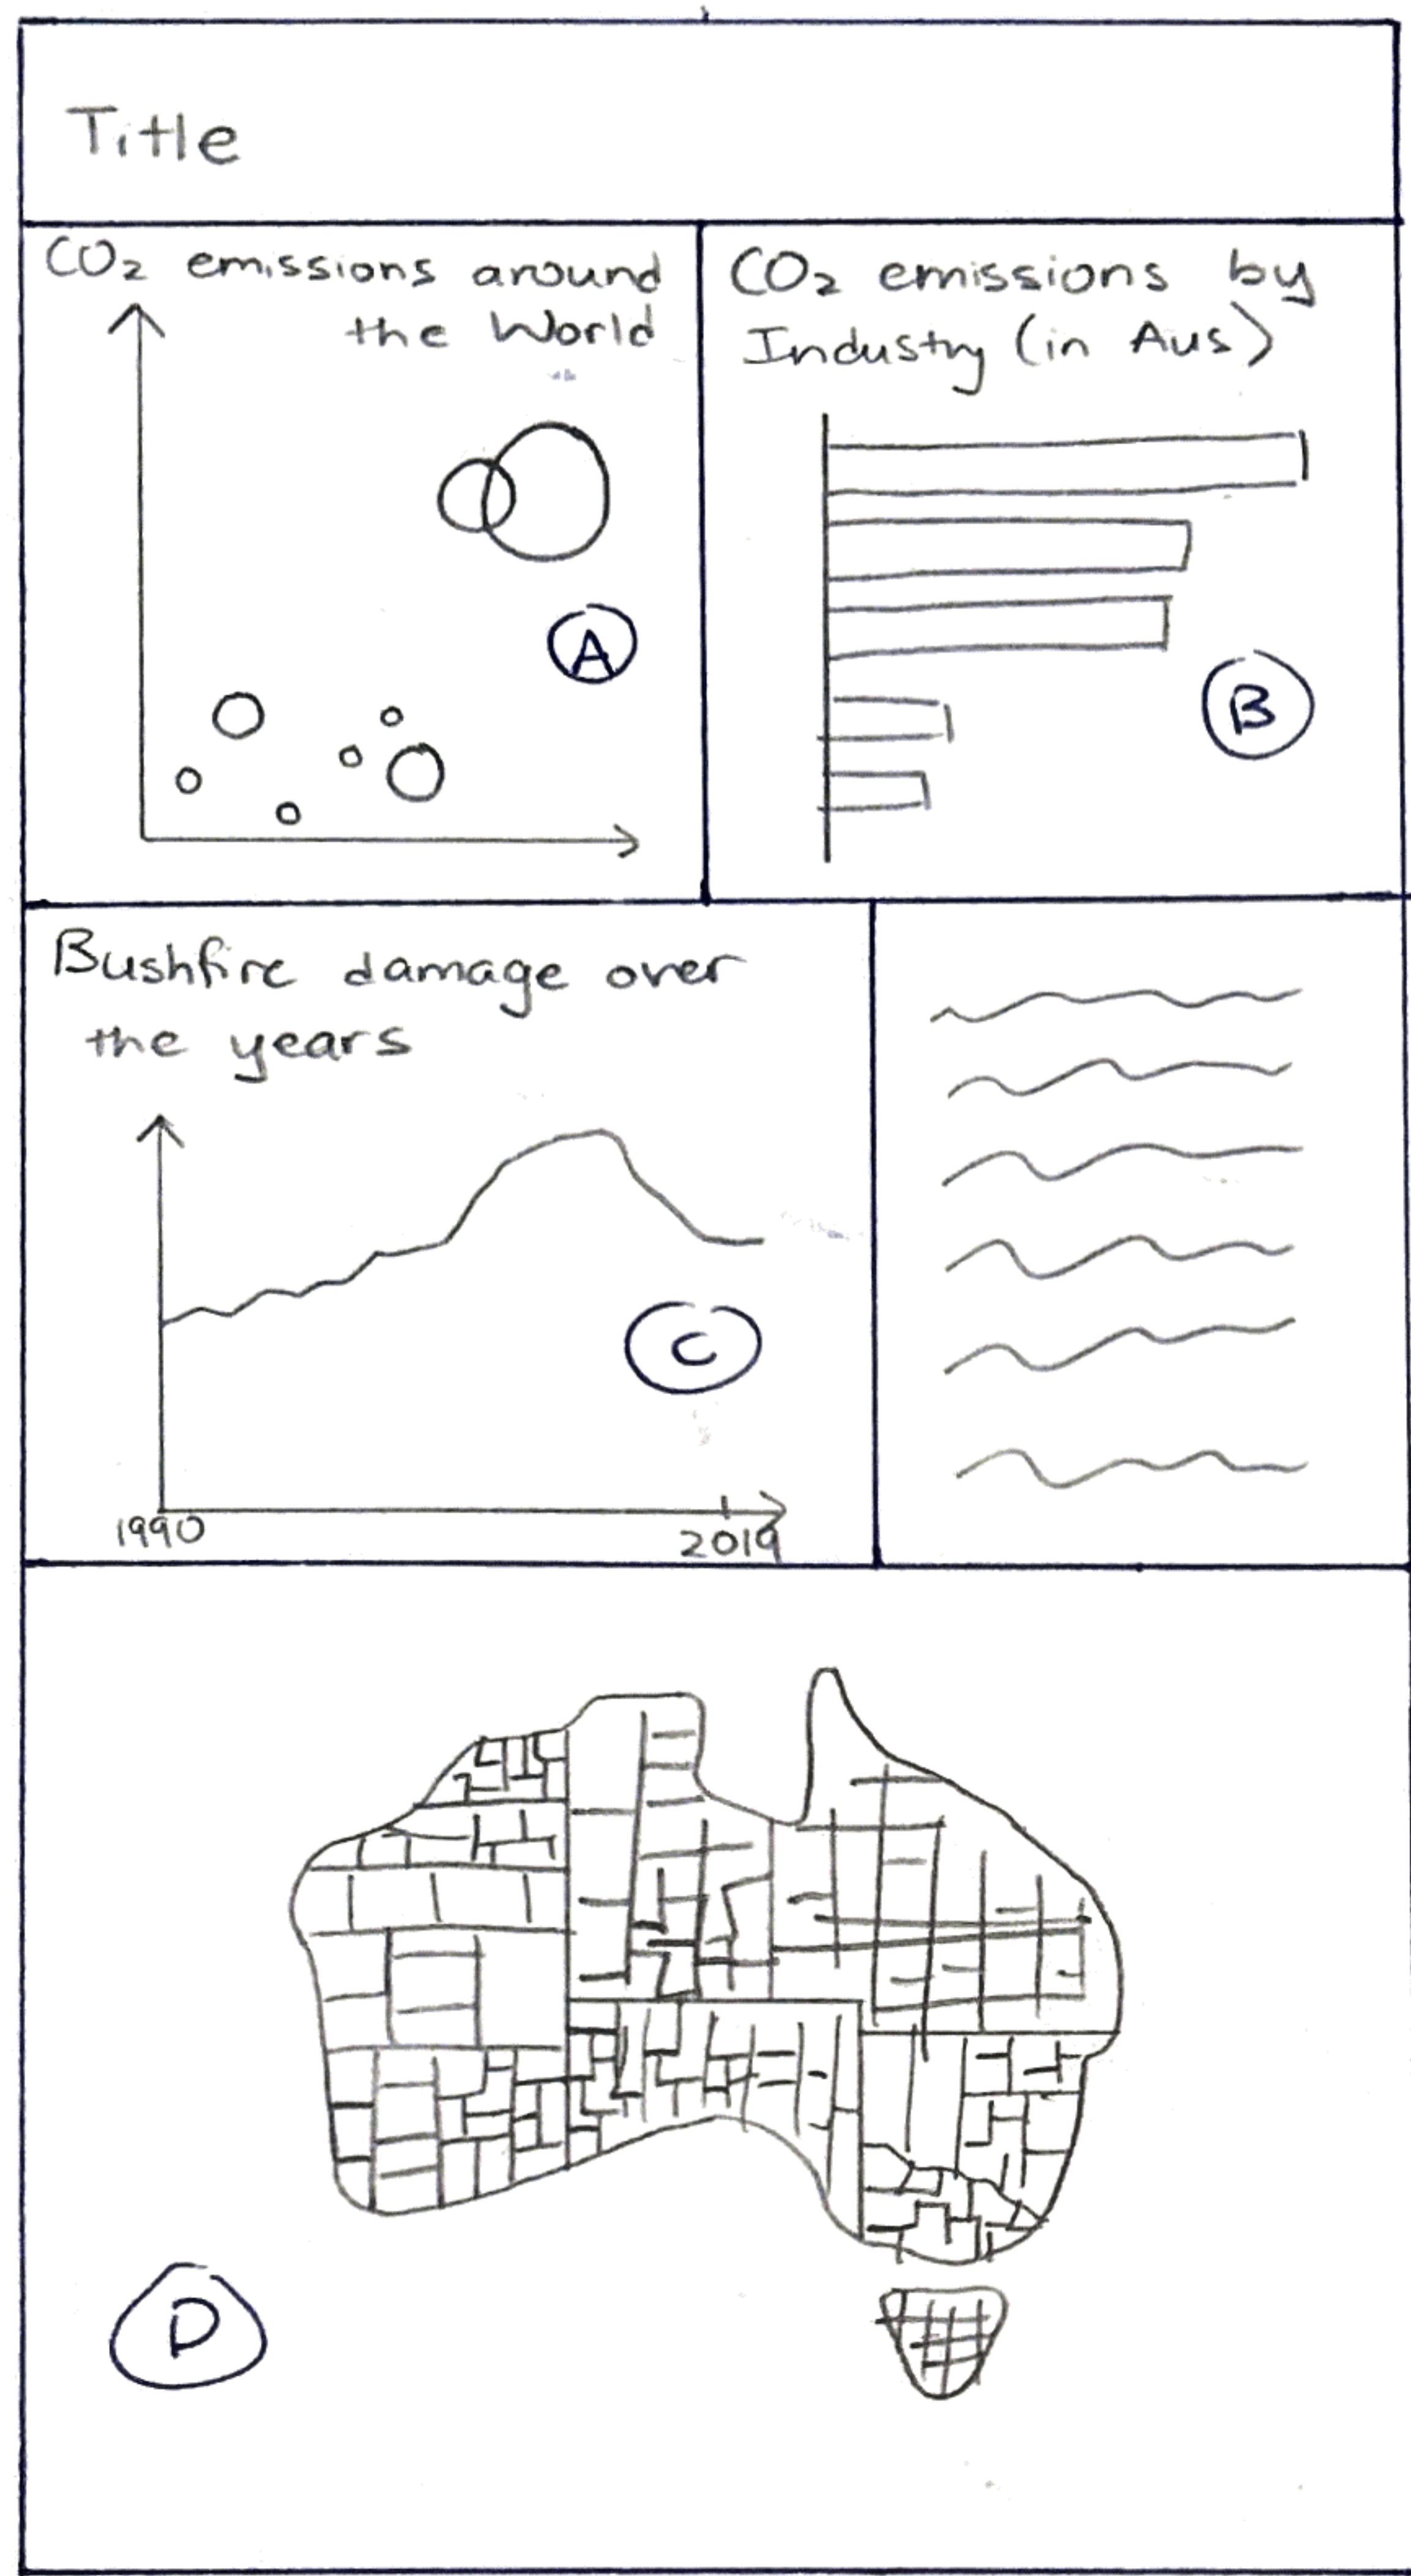 Title
CO₂ emissions around
the World
CO₂ emissions by
Industry (in Aus)
A
B
Bushfire damage over
the years
C
1990
2019
D